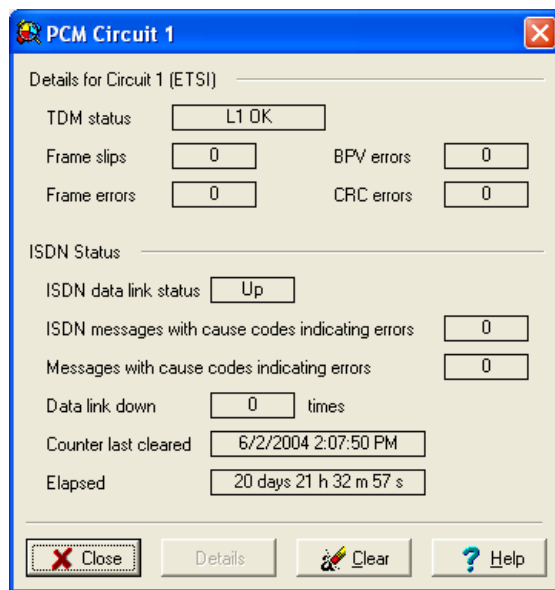 PCM Circuit 1
Details for Circuit 1 (ETSI)
TDM status L1 OK
Frame slips 0 BPV errors 0
Frame errors 0 CRC errors 0
ISDN Status
ISDN data link status Up
ISDN messages with cause codes indicating errors 0
Messages with cause codes indicating errors 0
Data link down 0 times
Counter last cleared 6/2/2004 2:07:50 PM
Elapsed 20 days 21 h 32 m 57 s
Close Details Clear Help